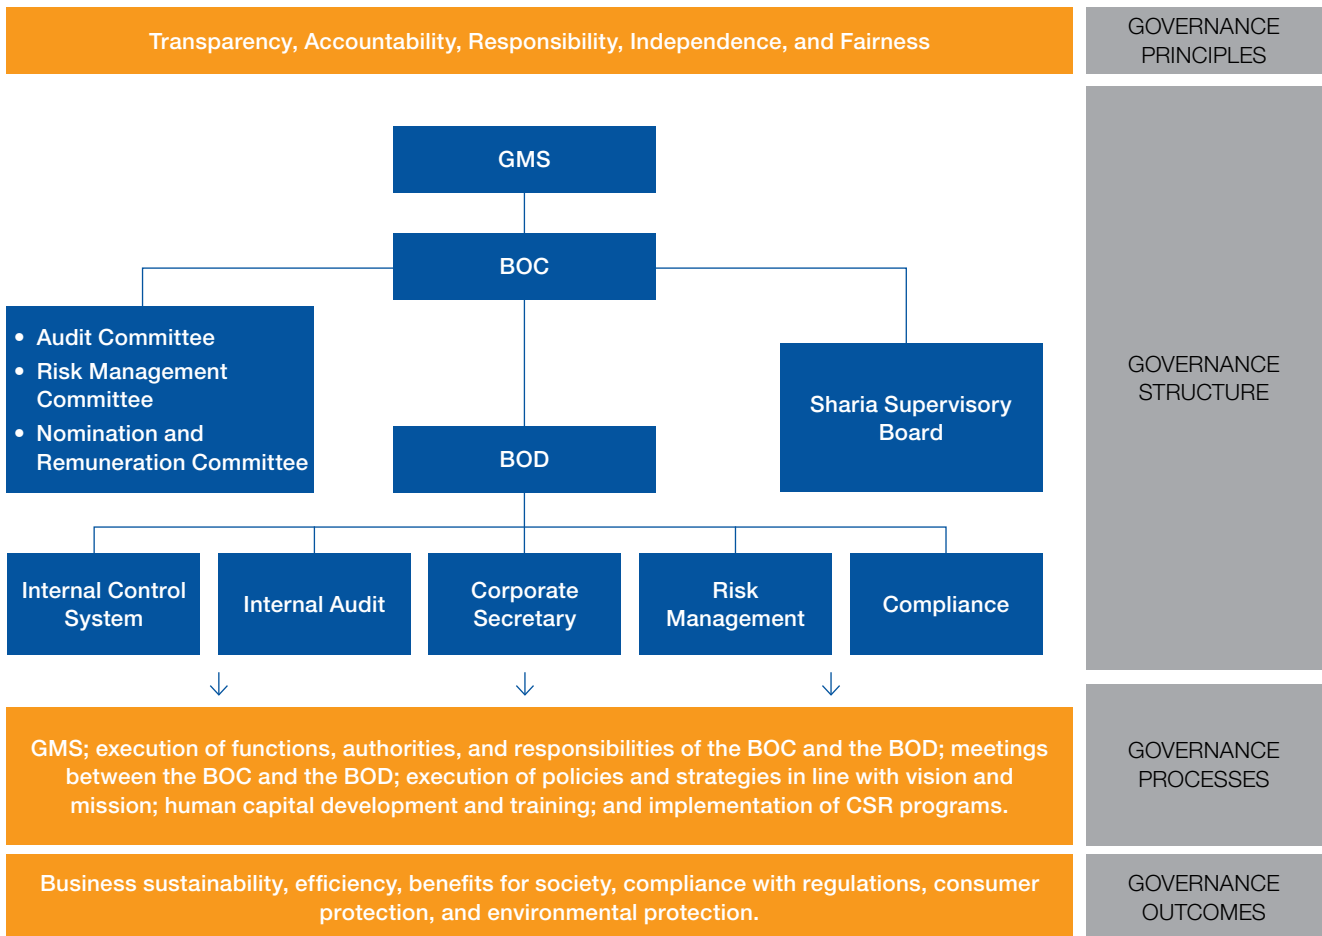 Transparency, Accountability, Responsibility, Independence, and Fairness
GOVERNANCE
PRINCIPLES
GMS
BOC
• Audit Committee
• Risk Management
Committee
• Nomination and
Remuneration Committee
BOD
Sharia Supervisory
Board
GOVERNANCE
STRUCTURE
Internal Control
System
Internal Audit
Corporate
Secretary
Risk
Management
Compliance
GMS; execution of functions, authorities, and responsibilities of the BOC and the BOD; meetings
between the BOC and the BOD; execution of policies and strategies in line with vision and
mission; human capital development and training; and implementation of CSR programs.
GOVERNANCE
PROCESSES
Business sustainability, efficiency, benefits for society, compliance with regulations, consumer
protection, and environmental protection.
GOVERNANCE
OUTCOMES